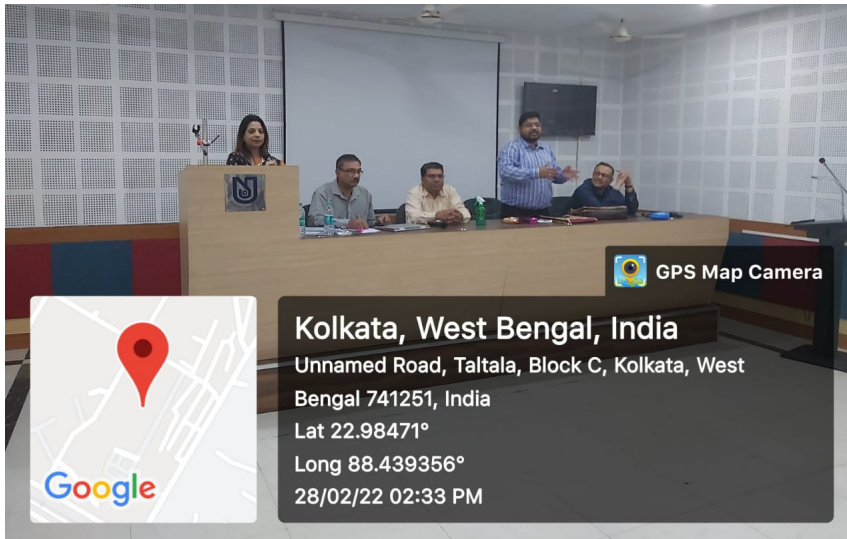 GPS Map Camera
Kolkata, West Bengal, India
Unnamed Road, Taltala, Block C, Kolkata, West
Bengal 741251, India
Lat 22.98471°
Long 88.439356°
28/02/22 02:33 PM
Google